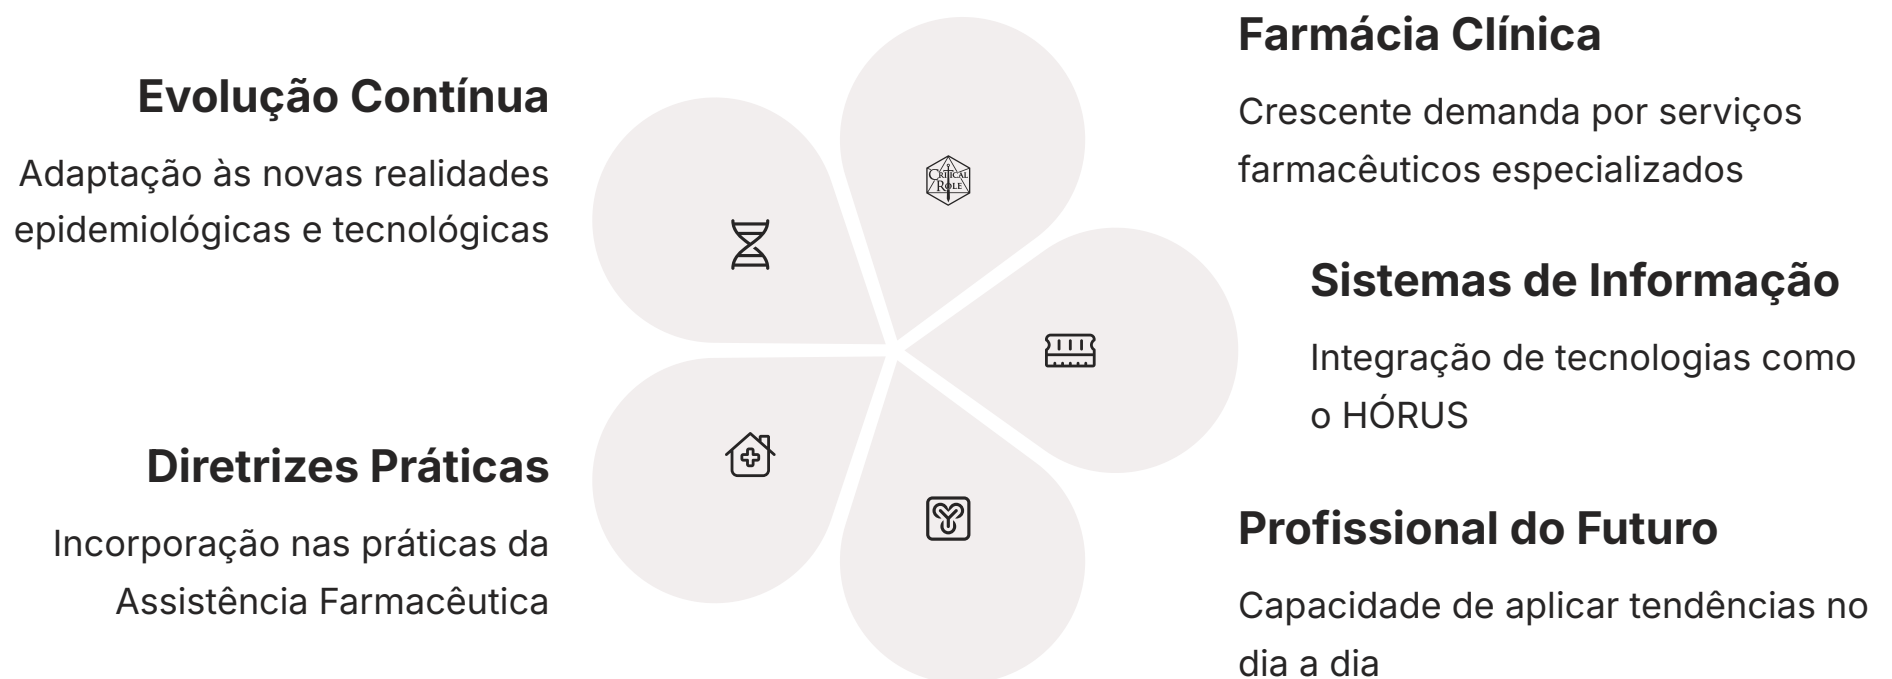 Evolução Contínua
Adaptação às novas realidades
epidemiológicas e tecnológicas
Diretrizes Práticas
Incorporação nas práticas da
Assistência Farmacêutica
CRITICAL
ROLE
Farmácia Clínica
Crescente demanda por serviços
farmacêuticos especializados
Sistemas de Informação
Integração de tecnologias como
o HÓRUS
Profissional do Futuro
Capacidade de aplicar tendências no
dia a dia